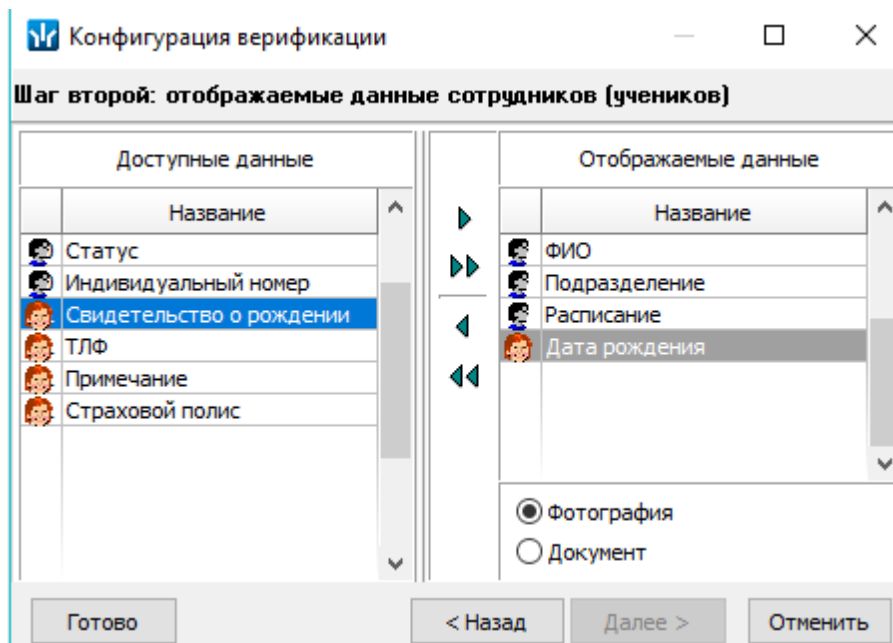 Конфигурация верификации
Шаг второй: отображаемые данные сотрудников (учеников)
Доступные данные
Название
Статус
Индивидуальный номер
Свидетельство о рождении
ТЛФ
Примечание
Страховой полис
Отображаемые данные
Название
ФИО
Подразделение
Расписание
Дата рождения
Фотография
Документ
Готово
< Назад
Далее >
Отменить